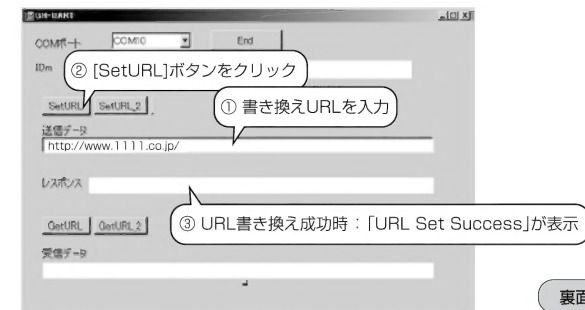 UH-UART
COMポート COM10 End
IDm
② [SetURL]ボタンをクリック
SetURL SetURL_2
① 書き換えURLを入力
送信データ
http://www.1111.co.jp/
レスポンス
③ URL書き換え成功時：「URL Set Success」が表示
GetURL GetURL_2
受信データ
裏面